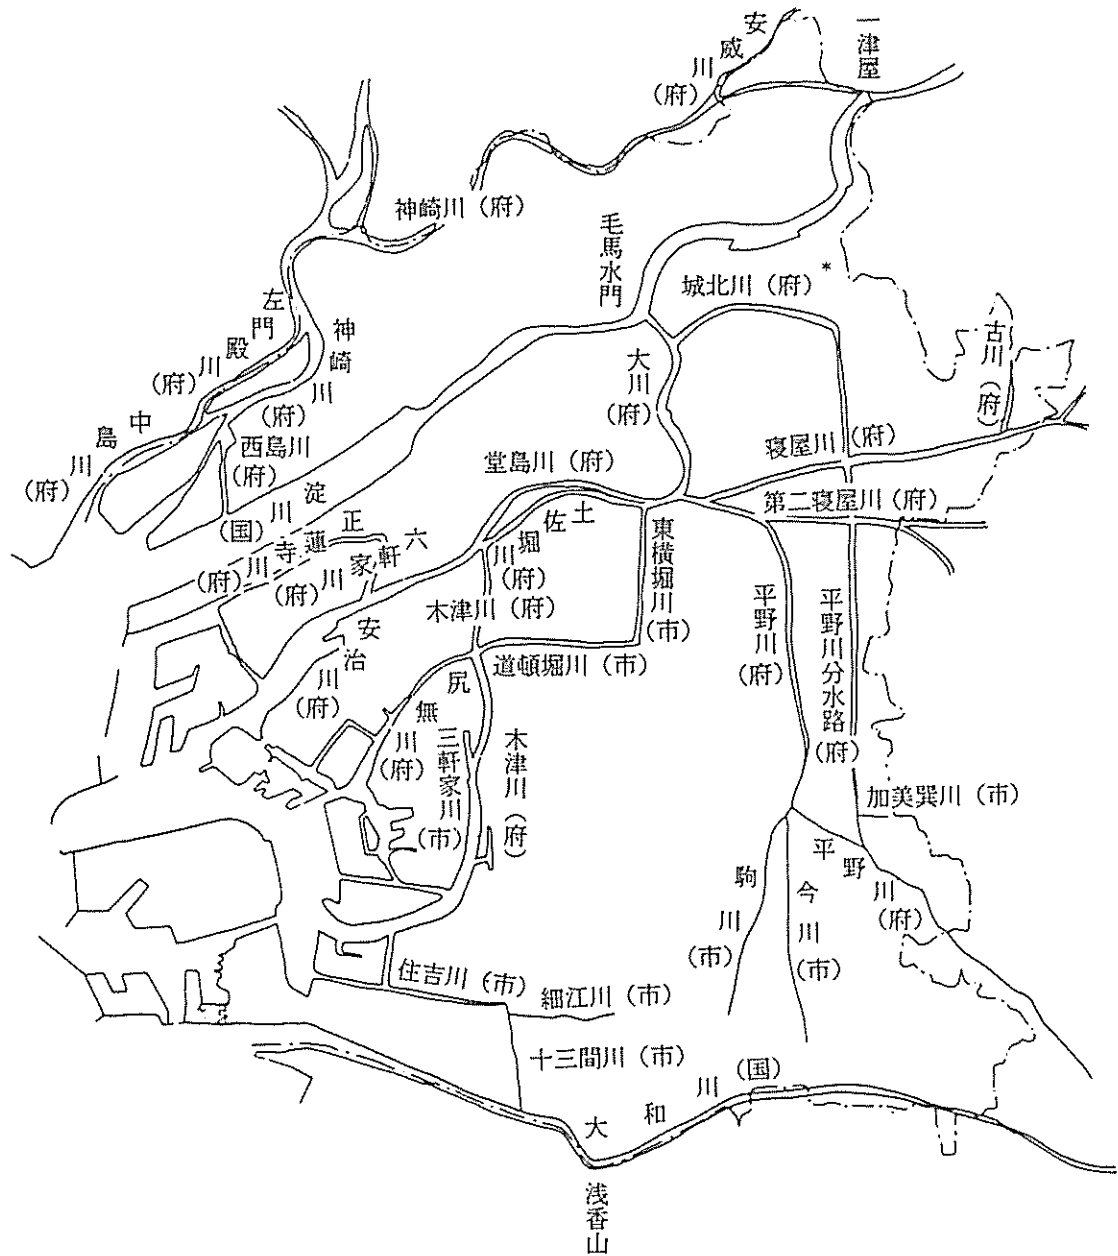 一津屋
安威川（府）
神崎川（府）
毛馬水門
城北川（府）
*
古川（府）
左門殿川（府）
神崎川（府）
大川（府）
中島川（府）
西島川（府）
寝屋川（府）
堂島川（府）
第二寝屋川（府）
淀川（国）
正蓮寺川（府）
六軒家川（府）
土佐堀川（府）
東横堀川（市）
木津川（府）
平野川（府）
平野川分水路（府）
安治川（府）
道頓堀川（市）
尻無川（府）
三軒家川（市）
木津川（府）
加美巽川（市）
平野川（府）
駒川（市）
今川（市）
住吉川（市）
細江川（市）
十三間川（市）
大和川（国）
浅香山